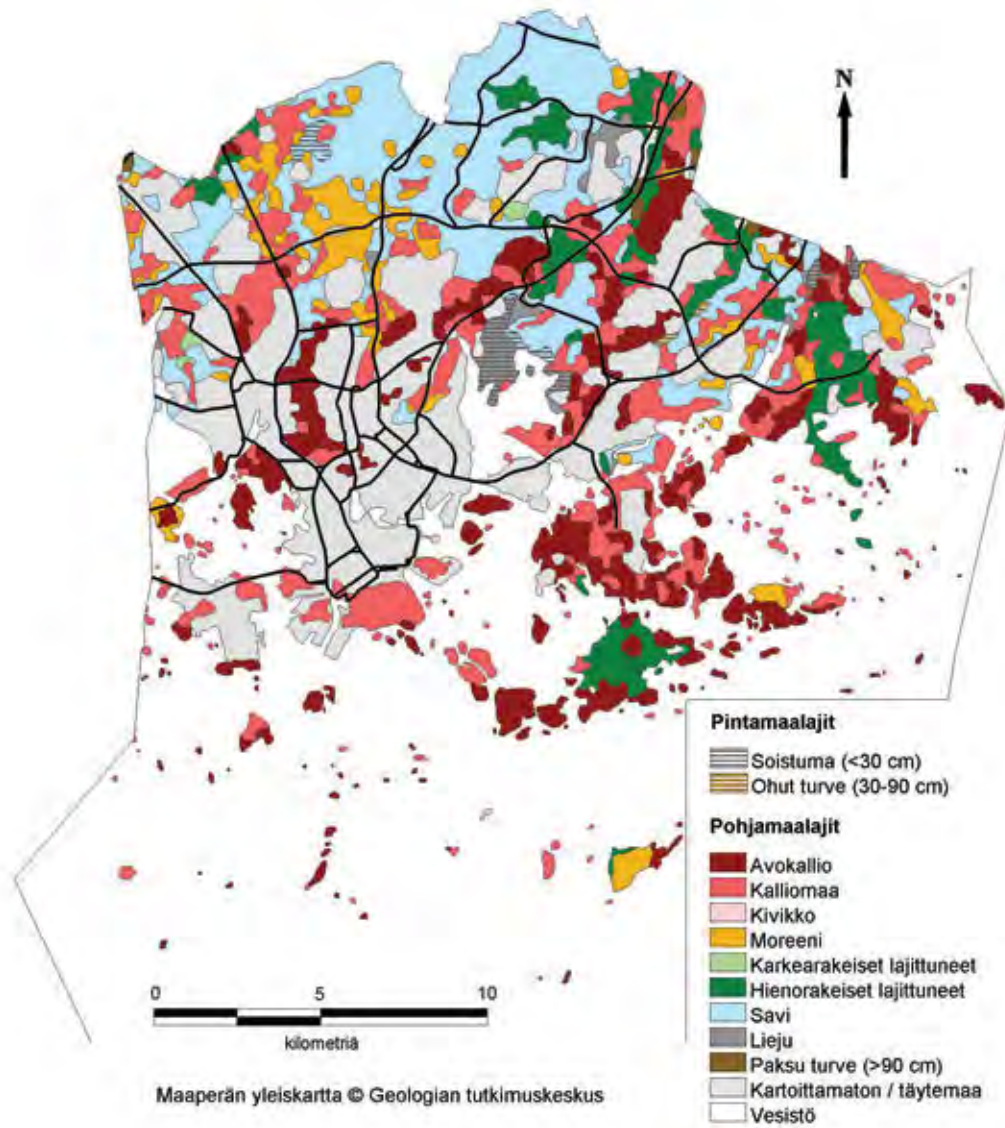 N
Pintamaalajit
Soistuma (<30 cm)
Ohut turve (30-90 cm)
Pohjamaalajit
Avokallio
Kalliomaa
Kivikko
Moreeni
Karkearakeiset lajittuneet
Hienorakeiset lajittuneet
Savi
Lieju
Paksu turve (>90 cm)
Kartoittamaton / täytemaa
Vesistö
0 5 10
kilometriä
Maaperän yleiskartta © Geologian tutkimuskeskus